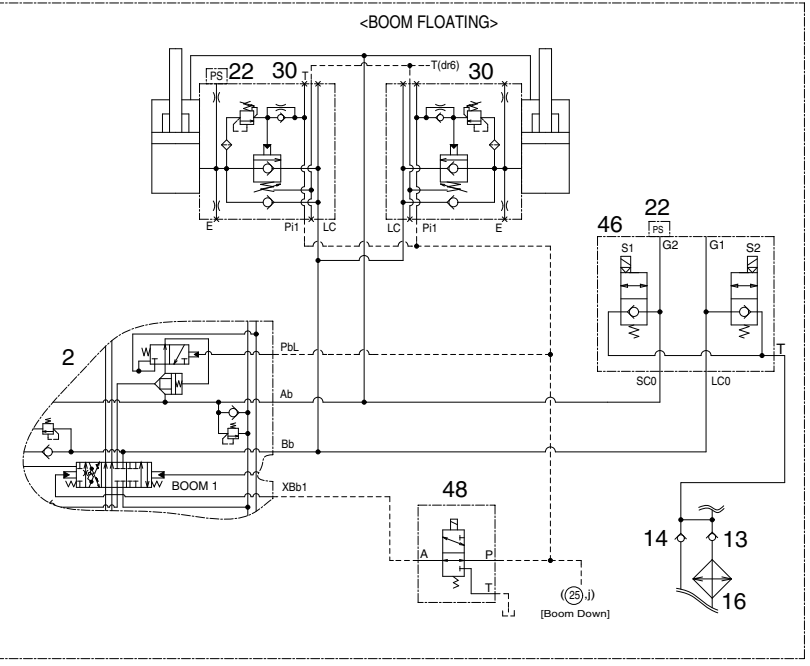 <BOOM FLOATING>
PS 22 30 T T(dr6) 30
E Pi1 LC LC Pi1 E
46 22
PS
S1 G2 G1 S2
T
SC0 LC0
2
PbL
Ab
Bb
BOOM 1
XBb1
48
A P
T
((25),j)
[Boom Down]
14 13
16